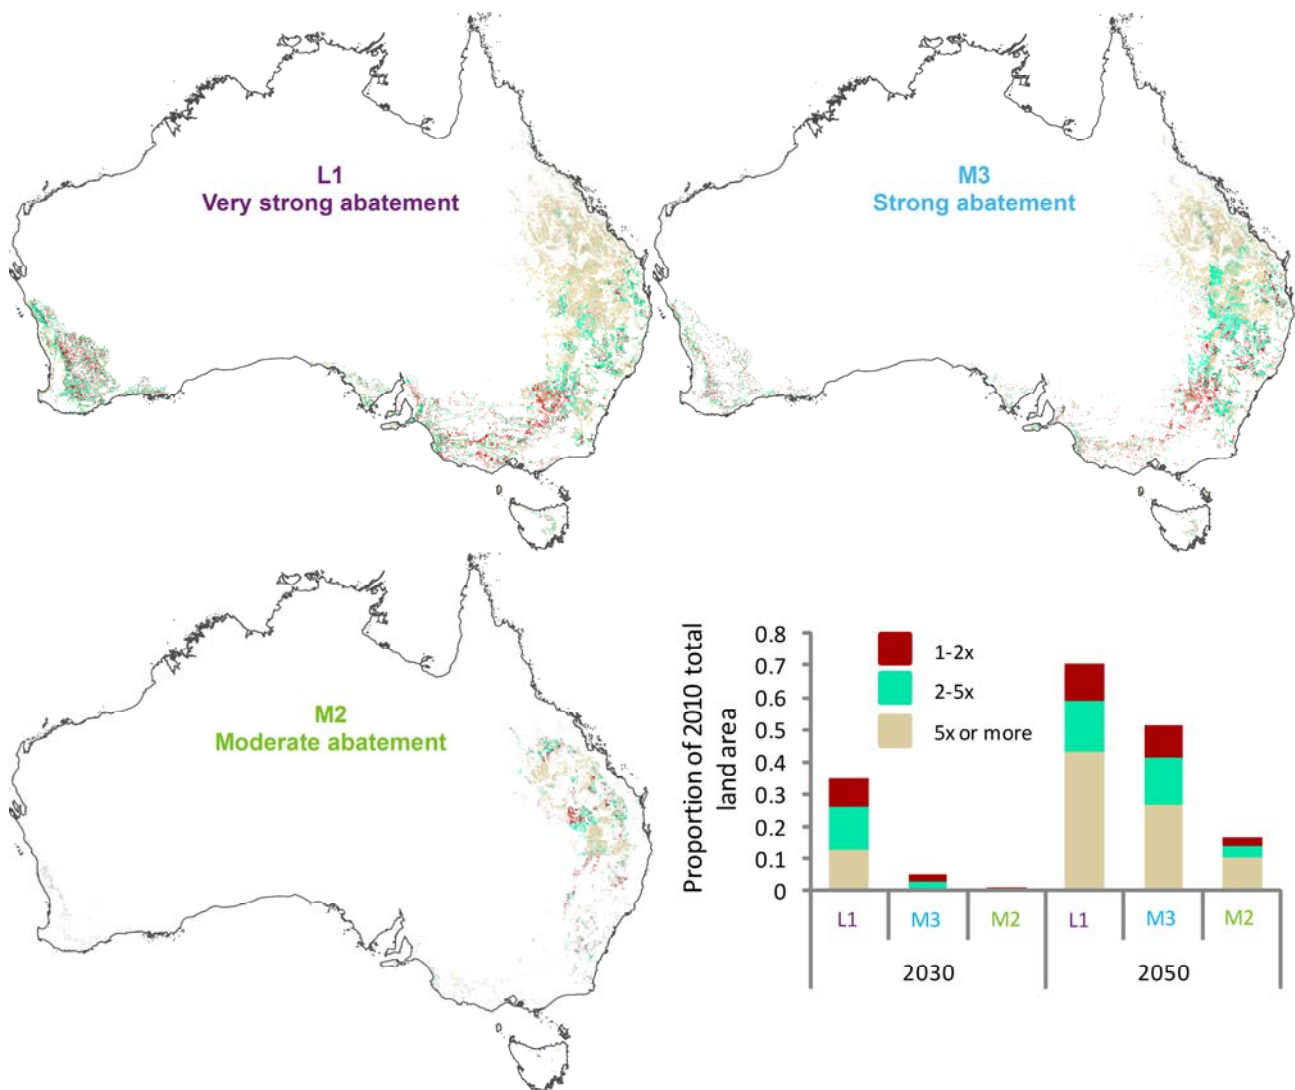 L1
Very strong abatement
M3
Strong abatement
M2
Moderate abatement
Proportion of 2010 total
land area
0.8
0.7
0.6
0.5
0.4
0.3
0.2
0.1
0
1-2x
2-5x
5x or more
L1
M3
M2
L1
M3
M2
2030
2050